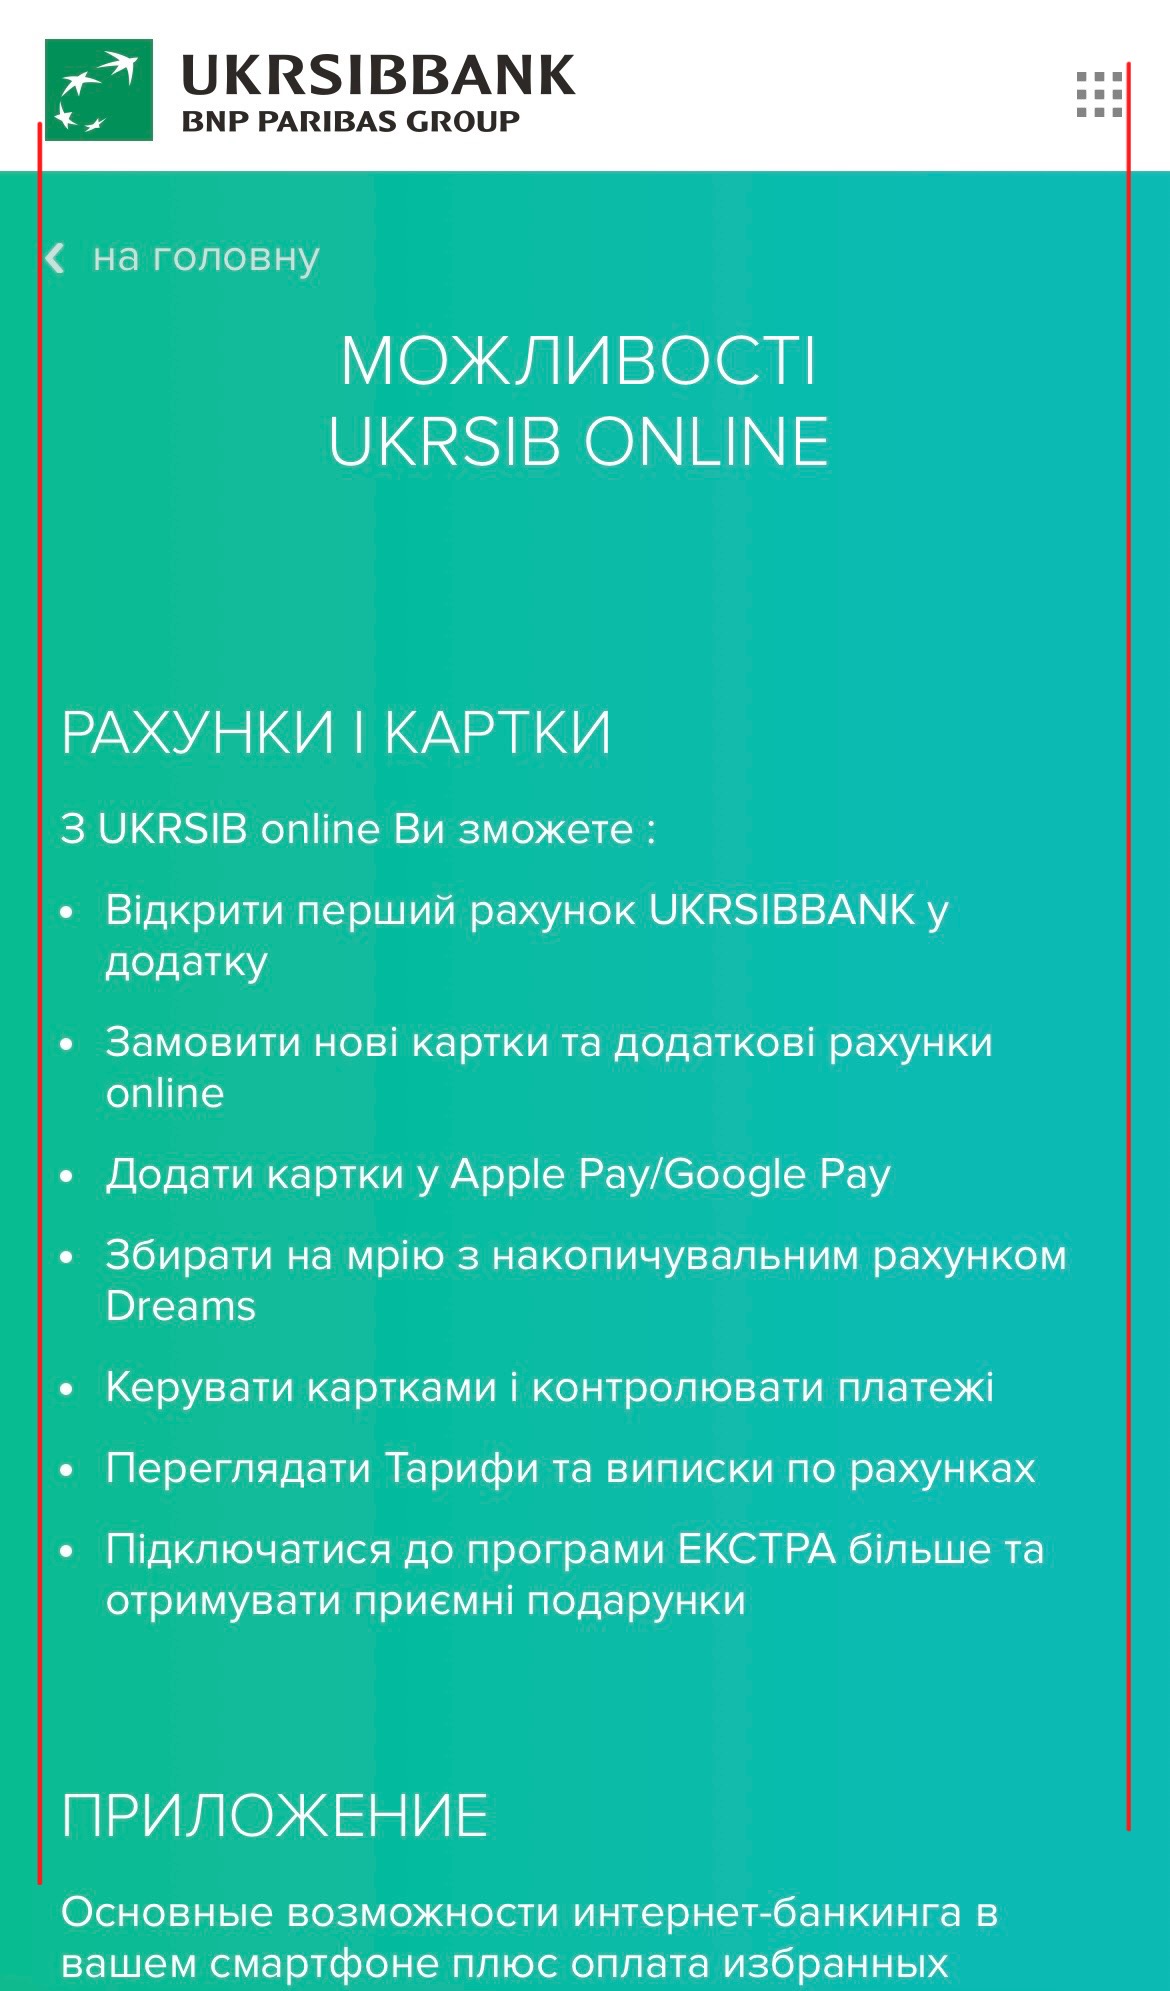 UKRSIBBANK
BNP PARIBAS GROUP
на головну
МОЖЛИВОСТІ
UKRSIB ONLINE
РАХУНКИ І КАРТКИ
З UKRSIB online Ви зможете :
• Відкрити перший рахунок UKRSIBBANK у
додатку
• Замовити нові картки та додаткові рахунки
online
• Додати картки у Apple Pay/Google Pay
• Збирати на мрію з накопичувальним рахунком
Dreams
• Керувати картками і контролювати платежі
• Переглядати Тарифи та виписки по рахунках
• Підключатися до програми ЕКСТРА більше та
отримувати приємні подарунки
ПРИЛОЖЕНИЕ
Основные возможности интернет-банкинга в
вашем смартфоне плюс оплата избранных